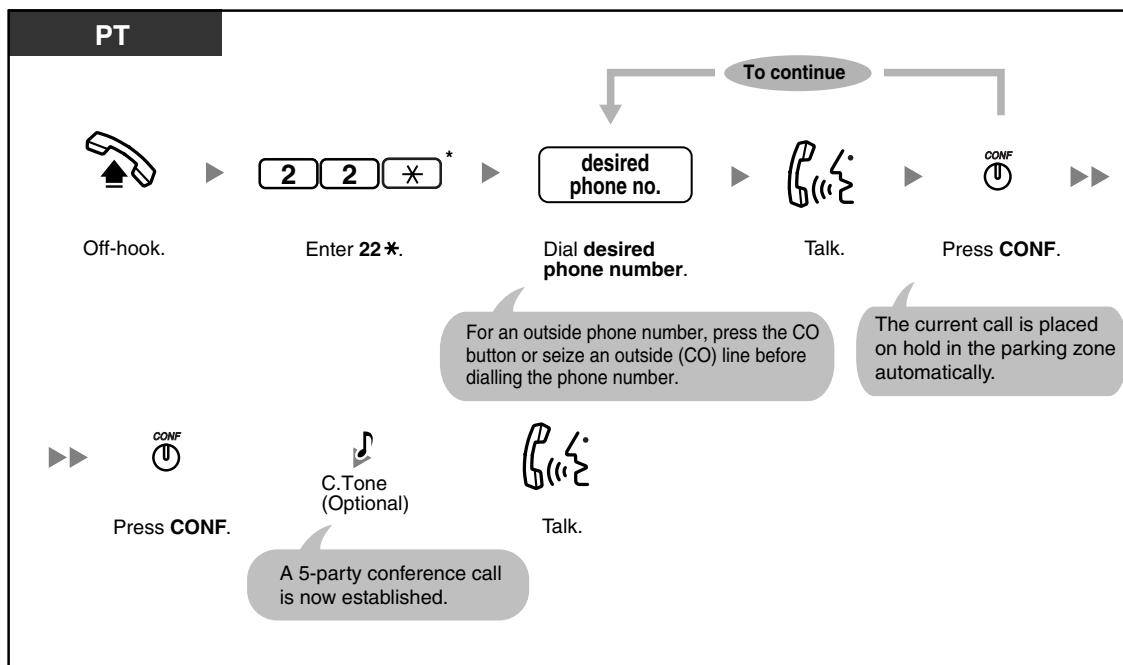 PT
To continue
2 2 ✳ *
desired
phone no.
CONF
Off-hook.
Enter 22✳.
Dial desired
phone number.
Talk.
Press CONF.
For an outside phone number, press the CO
button or seize an outside (CO) line before
dialling the phone number.
The current call is placed
on hold in the parking zone
automatically.
CONF
C.Tone
(Optional)
Press CONF.
Talk.
A 5-party conference call
is now established.